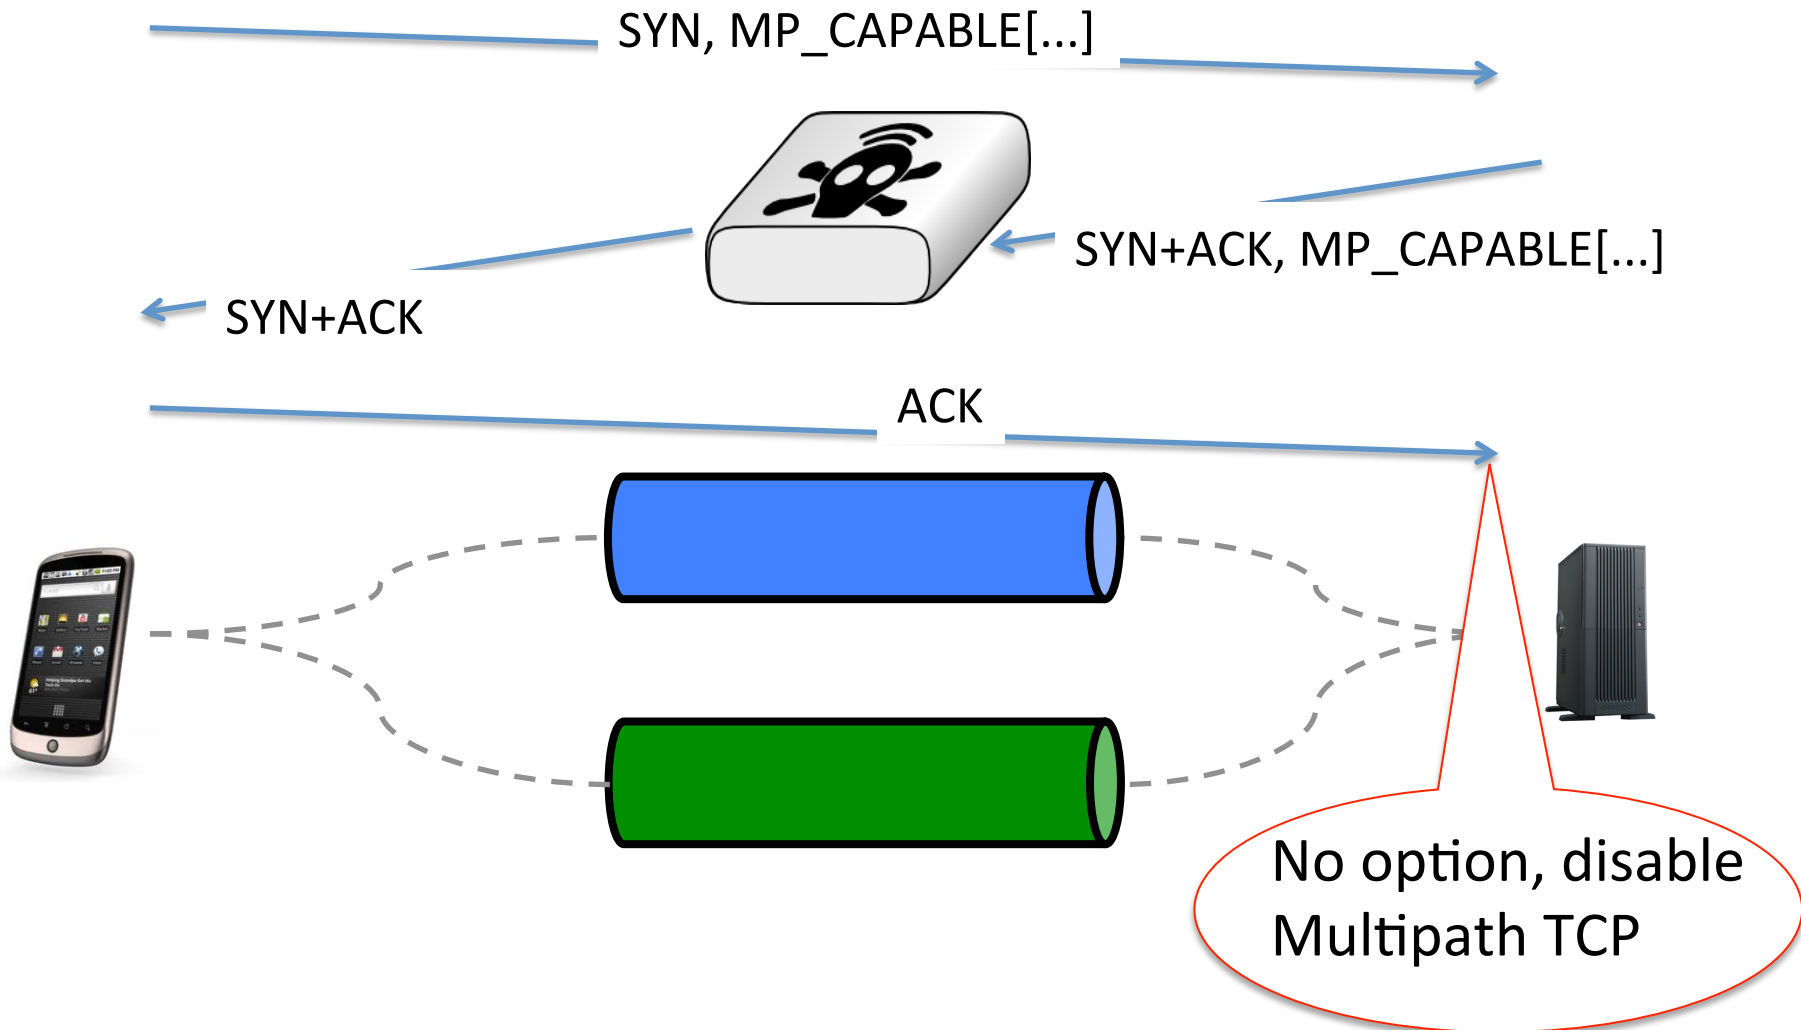 SYN, MP_CAPABLE[...]
SYN+ACK, MP_CAPABLE[...]
SYN+ACK
ACK
No option, disable
Multipath TCP